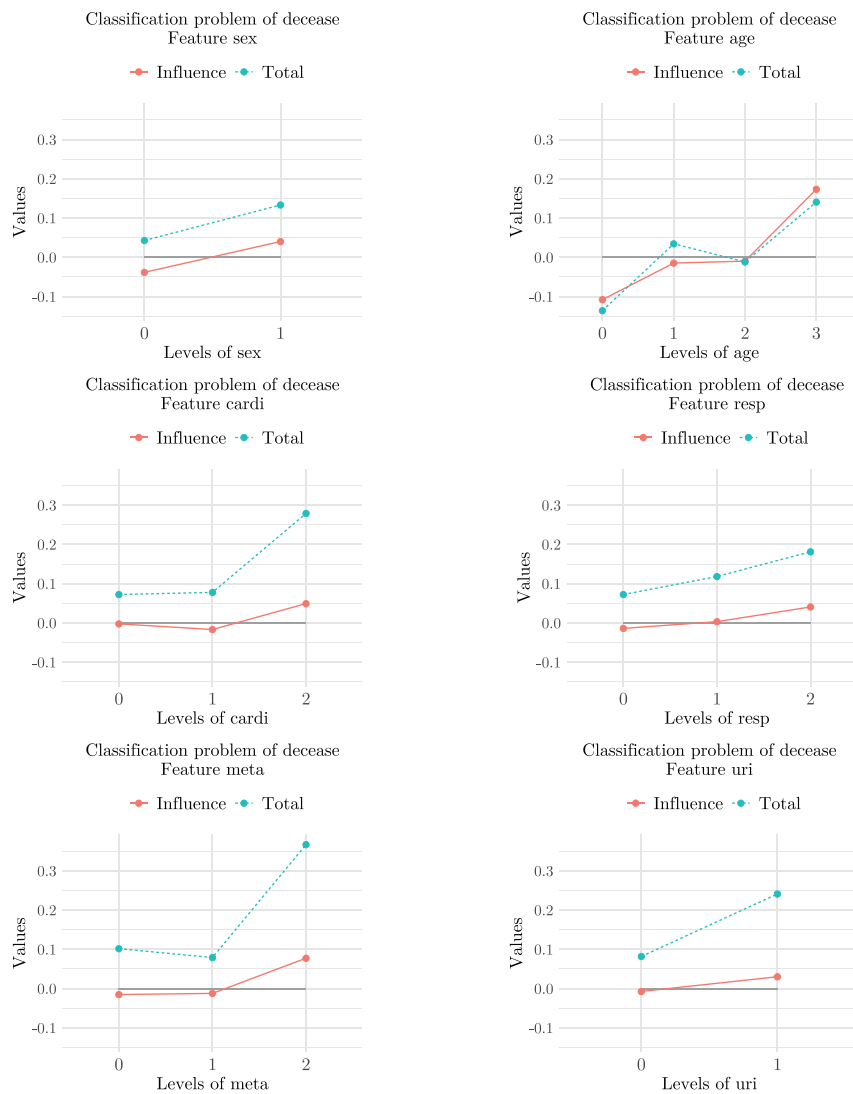 Classification problem of decease
Feature sex
Influence Total
Values
0.3
0.2
0.1
0.0
-0.1
0 1
Levels of sex
Classification problem of decease
Feature age
Influence Total
Values
0.3
0.2
0.1
0.0
-0.1
0 1 2 3
Levels of age
Classification problem of decease
Feature cardi
Influence Total
Values
0.3
0.2
0.1
0.0
-0.1
0 1 2
Levels of cardi
Classification problem of decease
Feature resp
Influence Total
Values
0.3
0.2
0.1
0.0
-0.1
0 1 2
Levels of resp
Classification problem of decease
Feature meta
Influence Total
Values
0.3
0.2
0.1
0.0
-0.1
0 1 2
Levels of meta
Classification problem of decease
Feature uri
Influence Total
Values
0.3
0.2
0.1
0.0
-0.1
0 1
Levels of uri